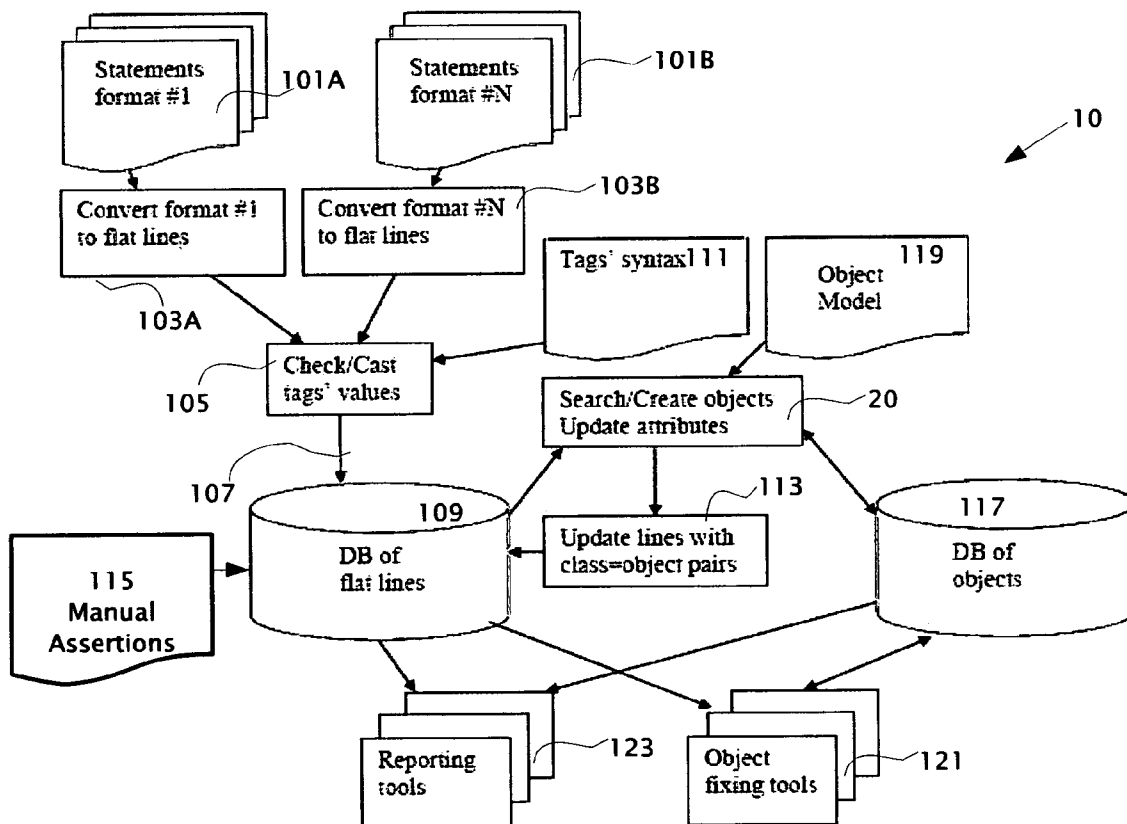 Statements
format #1
101A
Statements
format #N
101B
10
Convert format #1
to flat lines
103A
Convert format #N
to flat lines
103B
Tags' syntax
111
119
Object
Model
Check/Cast
tags' values
105
Search/Create objects
Update attributes
20
107
109
DB of
flat lines
113
Update lines with
class=object pairs
117
DB of
objects
115
Manual
Assertions
Reporting
tools
123
Object
fixing tools
121